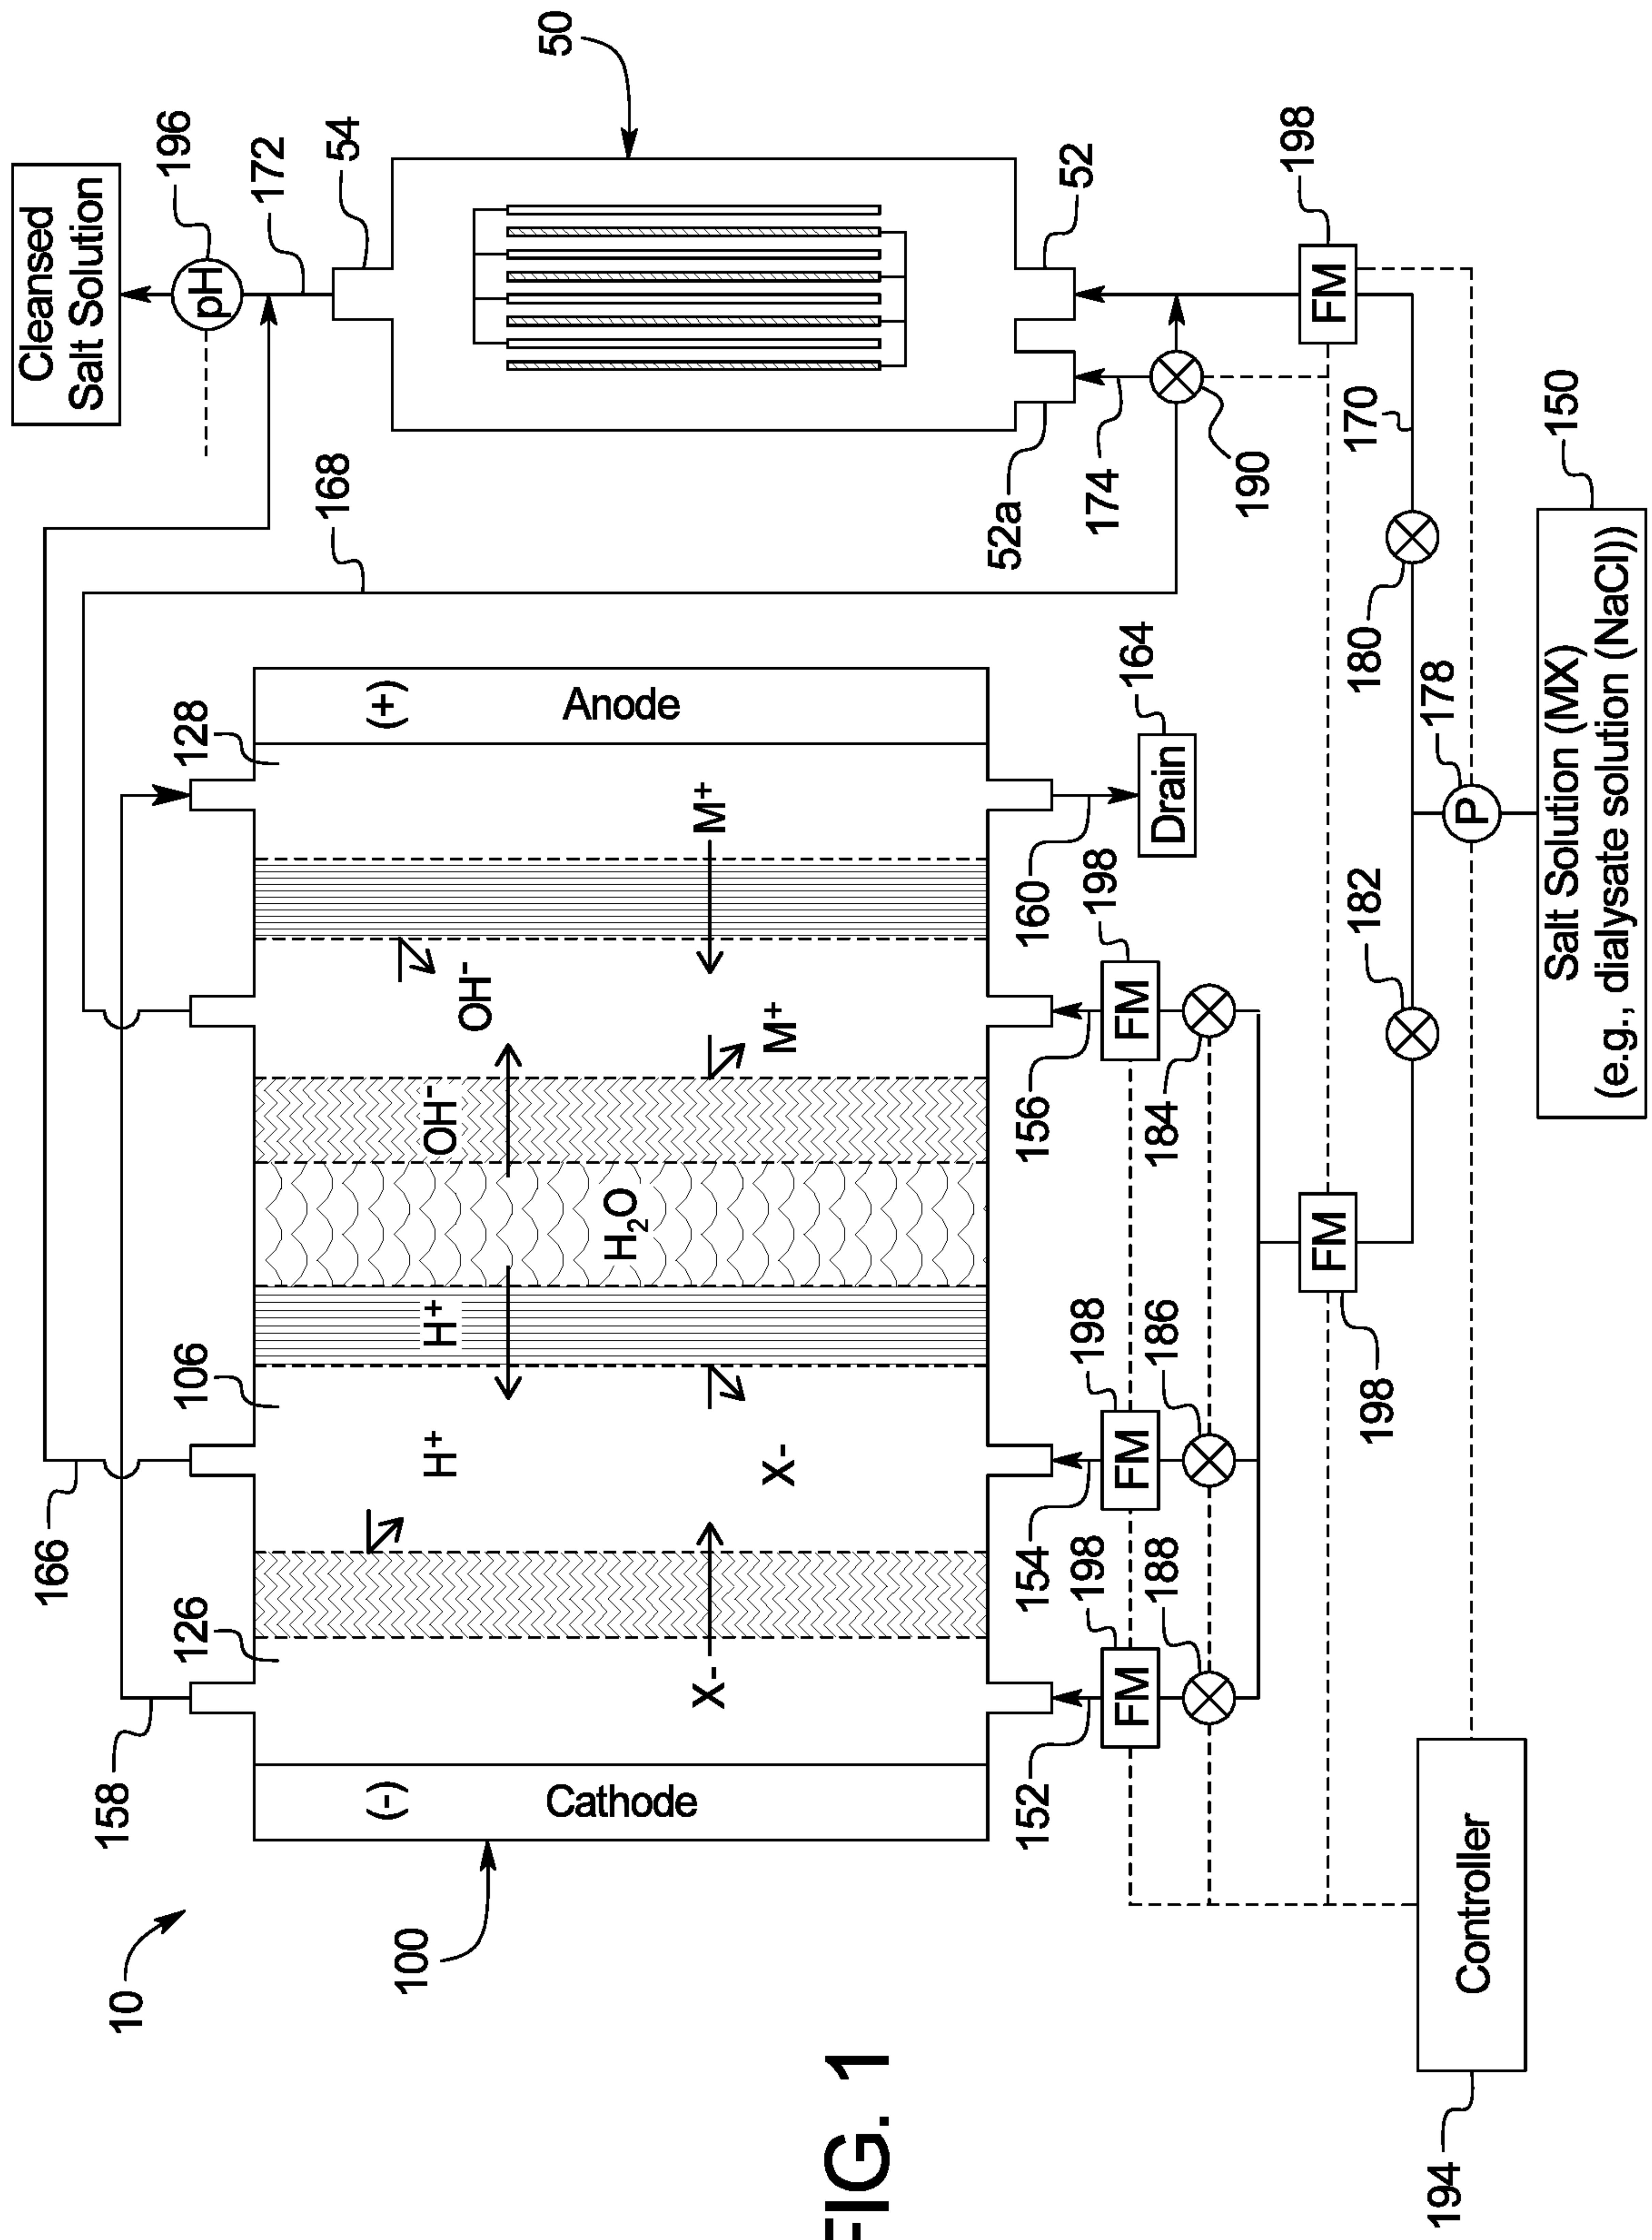 10
100
158
126
166
106
128
168
Cleansed
Salt Solution
196
pH
172
54
50
(-)
Cathode
X-
X-
H⁺
H⁺
H₂O
OH⁻
OH⁻
M⁺
M⁺
(+)
Anode
52a
52
174
190
152
198
FM
188
154
198
FM
186
156
198
FM
184
160
Drain
164
198
FM
170
FM
198
182
180
178
P
150
Salt Solution (MX)
(e.g., dialysate solution (NaCl))
194
Controller
FIG. 1